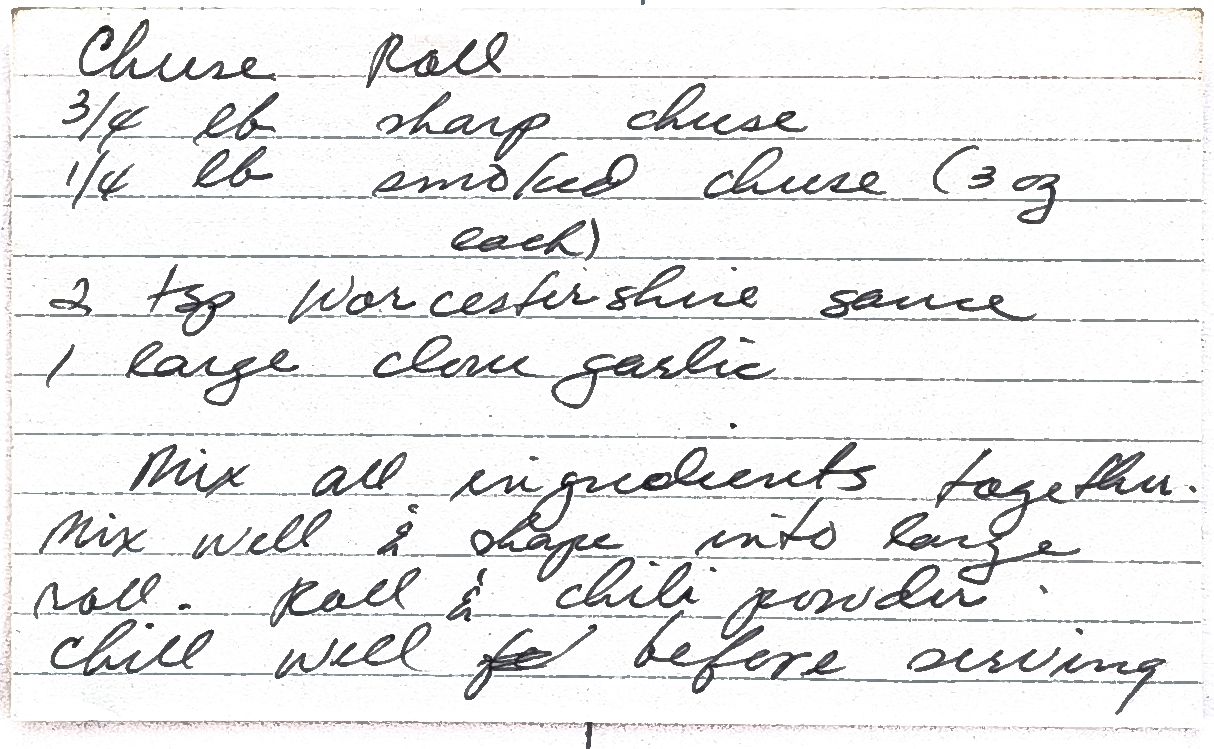 Cheese Roll
3/4 lb sharp cheese
1/4 lb smoked cheese (3 oz
each)
2 tsp Worcestershire sauce
1 large clove garlic
Mix all ingredients together.
Mix well & shape into large
roll. Roll & chili powder.
Chill well before serving